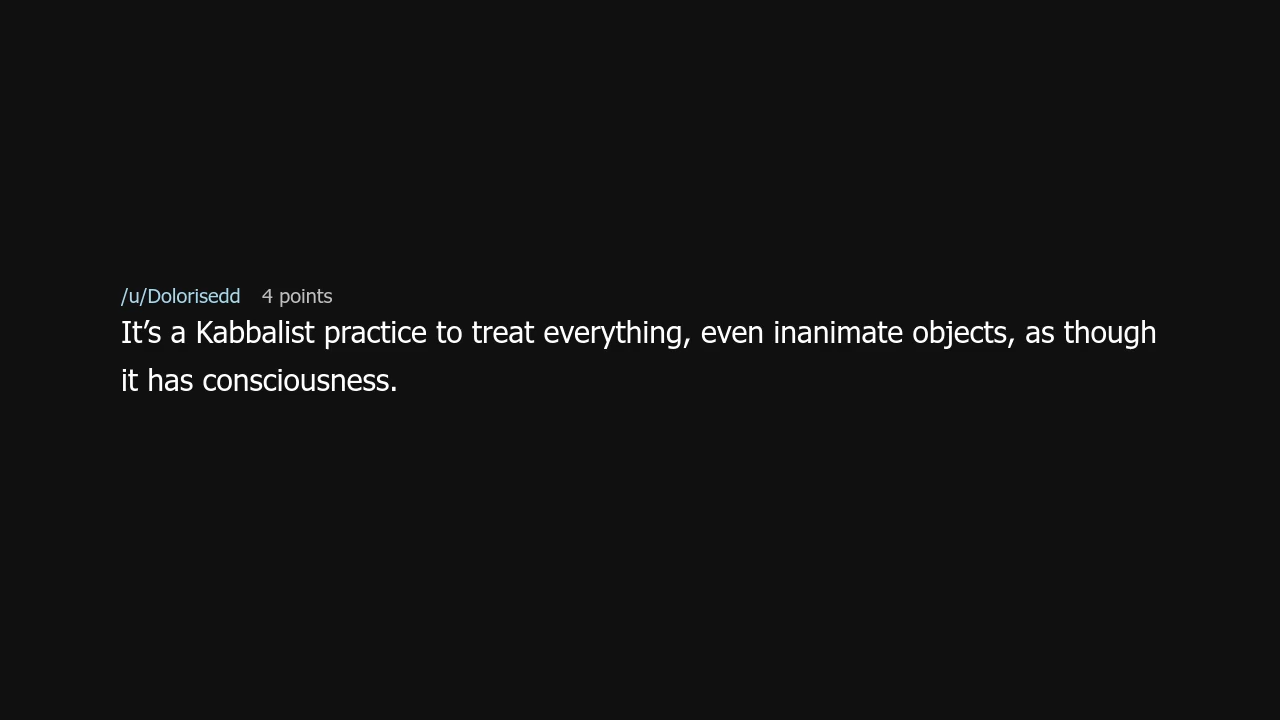 /u/Dolorisedd 4 points
It’s a Kabbalist practice to treat everything, even inanimate objects, as though
it has consciousness.